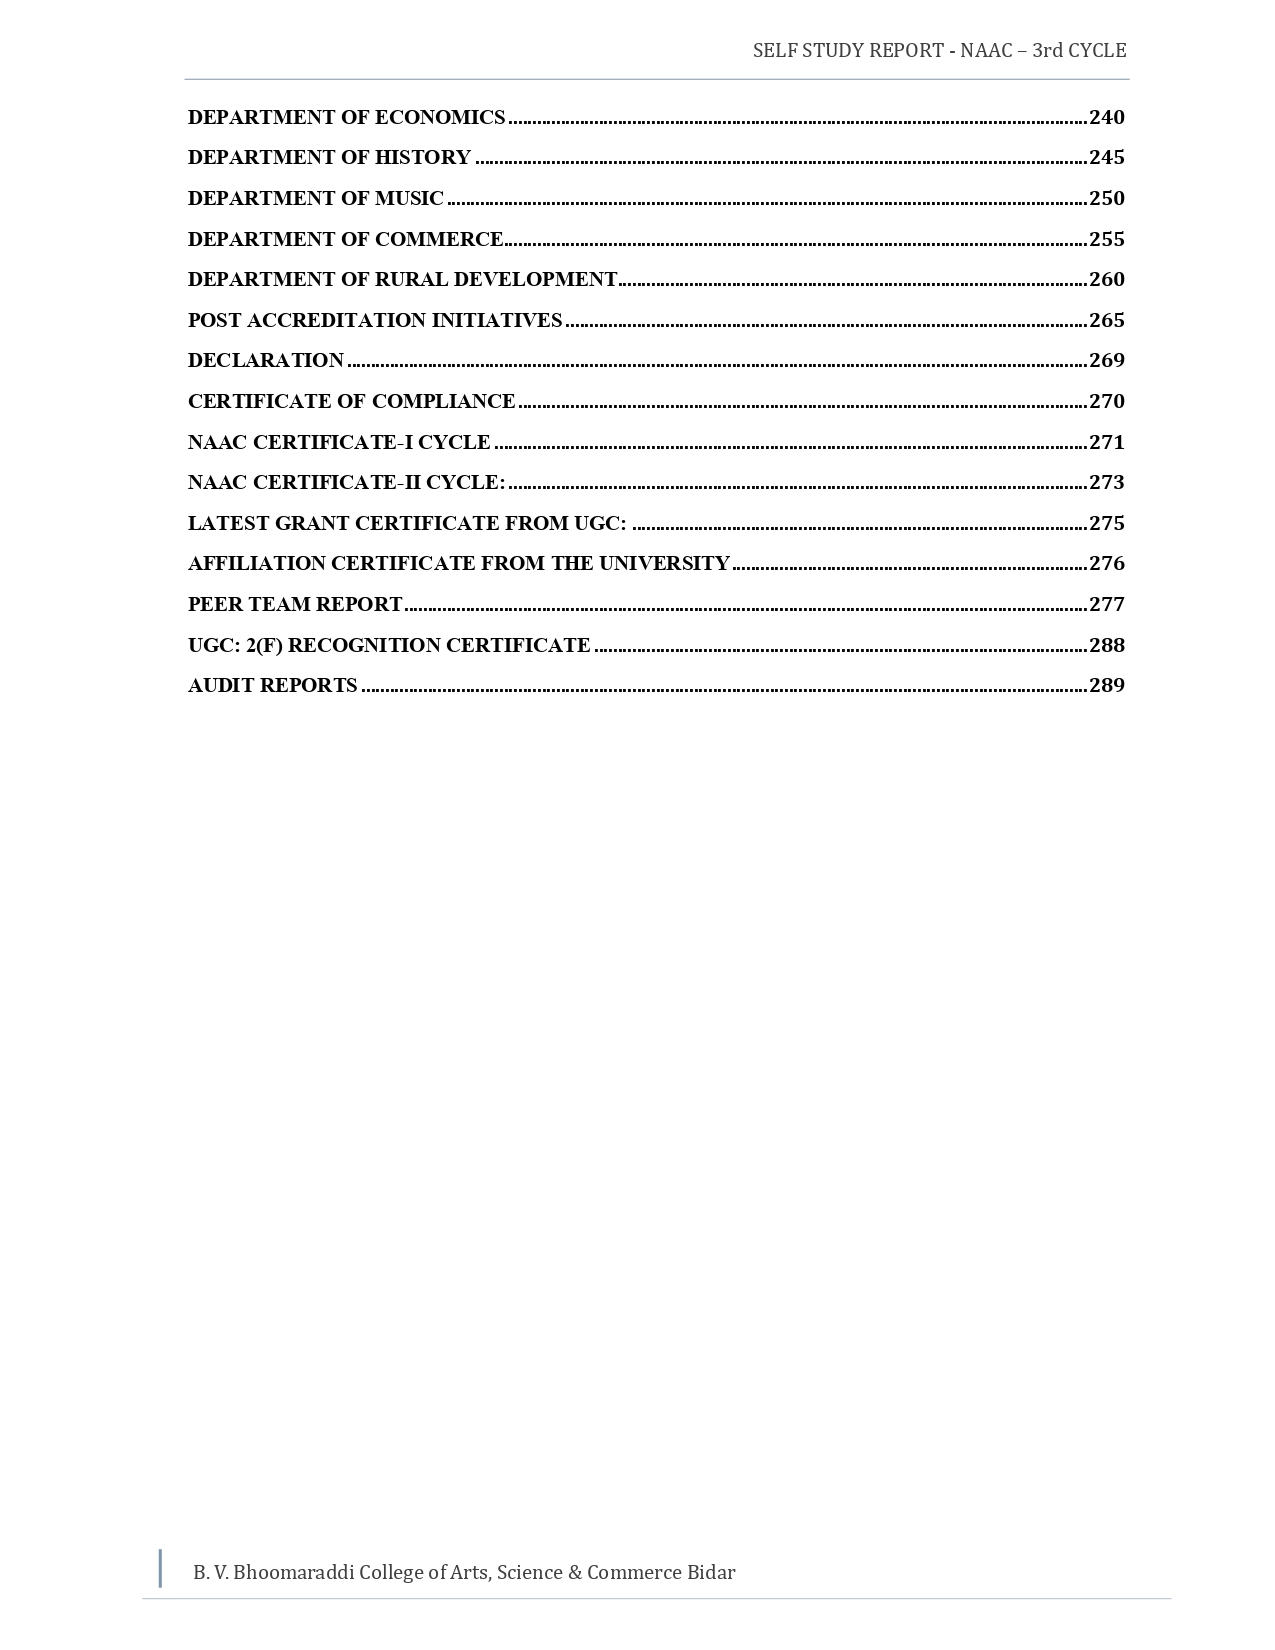 SELF STUDY REPORT - NAAC – 3rd CYCLE
DEPARTMENT OF ECONOMICS........................................240
DEPARTMENT OF HISTORY ........................................245
DEPARTMENT OF MUSIC ........................................250
DEPARTMENT OF COMMERCE........................................255
DEPARTMENT OF RURAL DEVELOPMENT........................................260
POST ACCREDITATION INITIATIVES ........................................265
DECLARATION ........................................269
CERTIFICATE OF COMPLIANCE ........................................270
NAAC CERTIFICATE-I CYCLE ........................................271
NAAC CERTIFICATE-II CYCLE: ........................................273
LATEST GRANT CERTIFICATE FROM UGC: ........................................275
AFFILIATION CERTIFICATE FROM THE UNIVERSITY ........................................276
PEER TEAM REPORT........................................277
UGC: 2(F) RECOGNITION CERTIFICATE ........................................288
AUDIT REPORTS ........................................289
B. V. Bhoomaraddi College of Arts, Science & Commerce Bidar